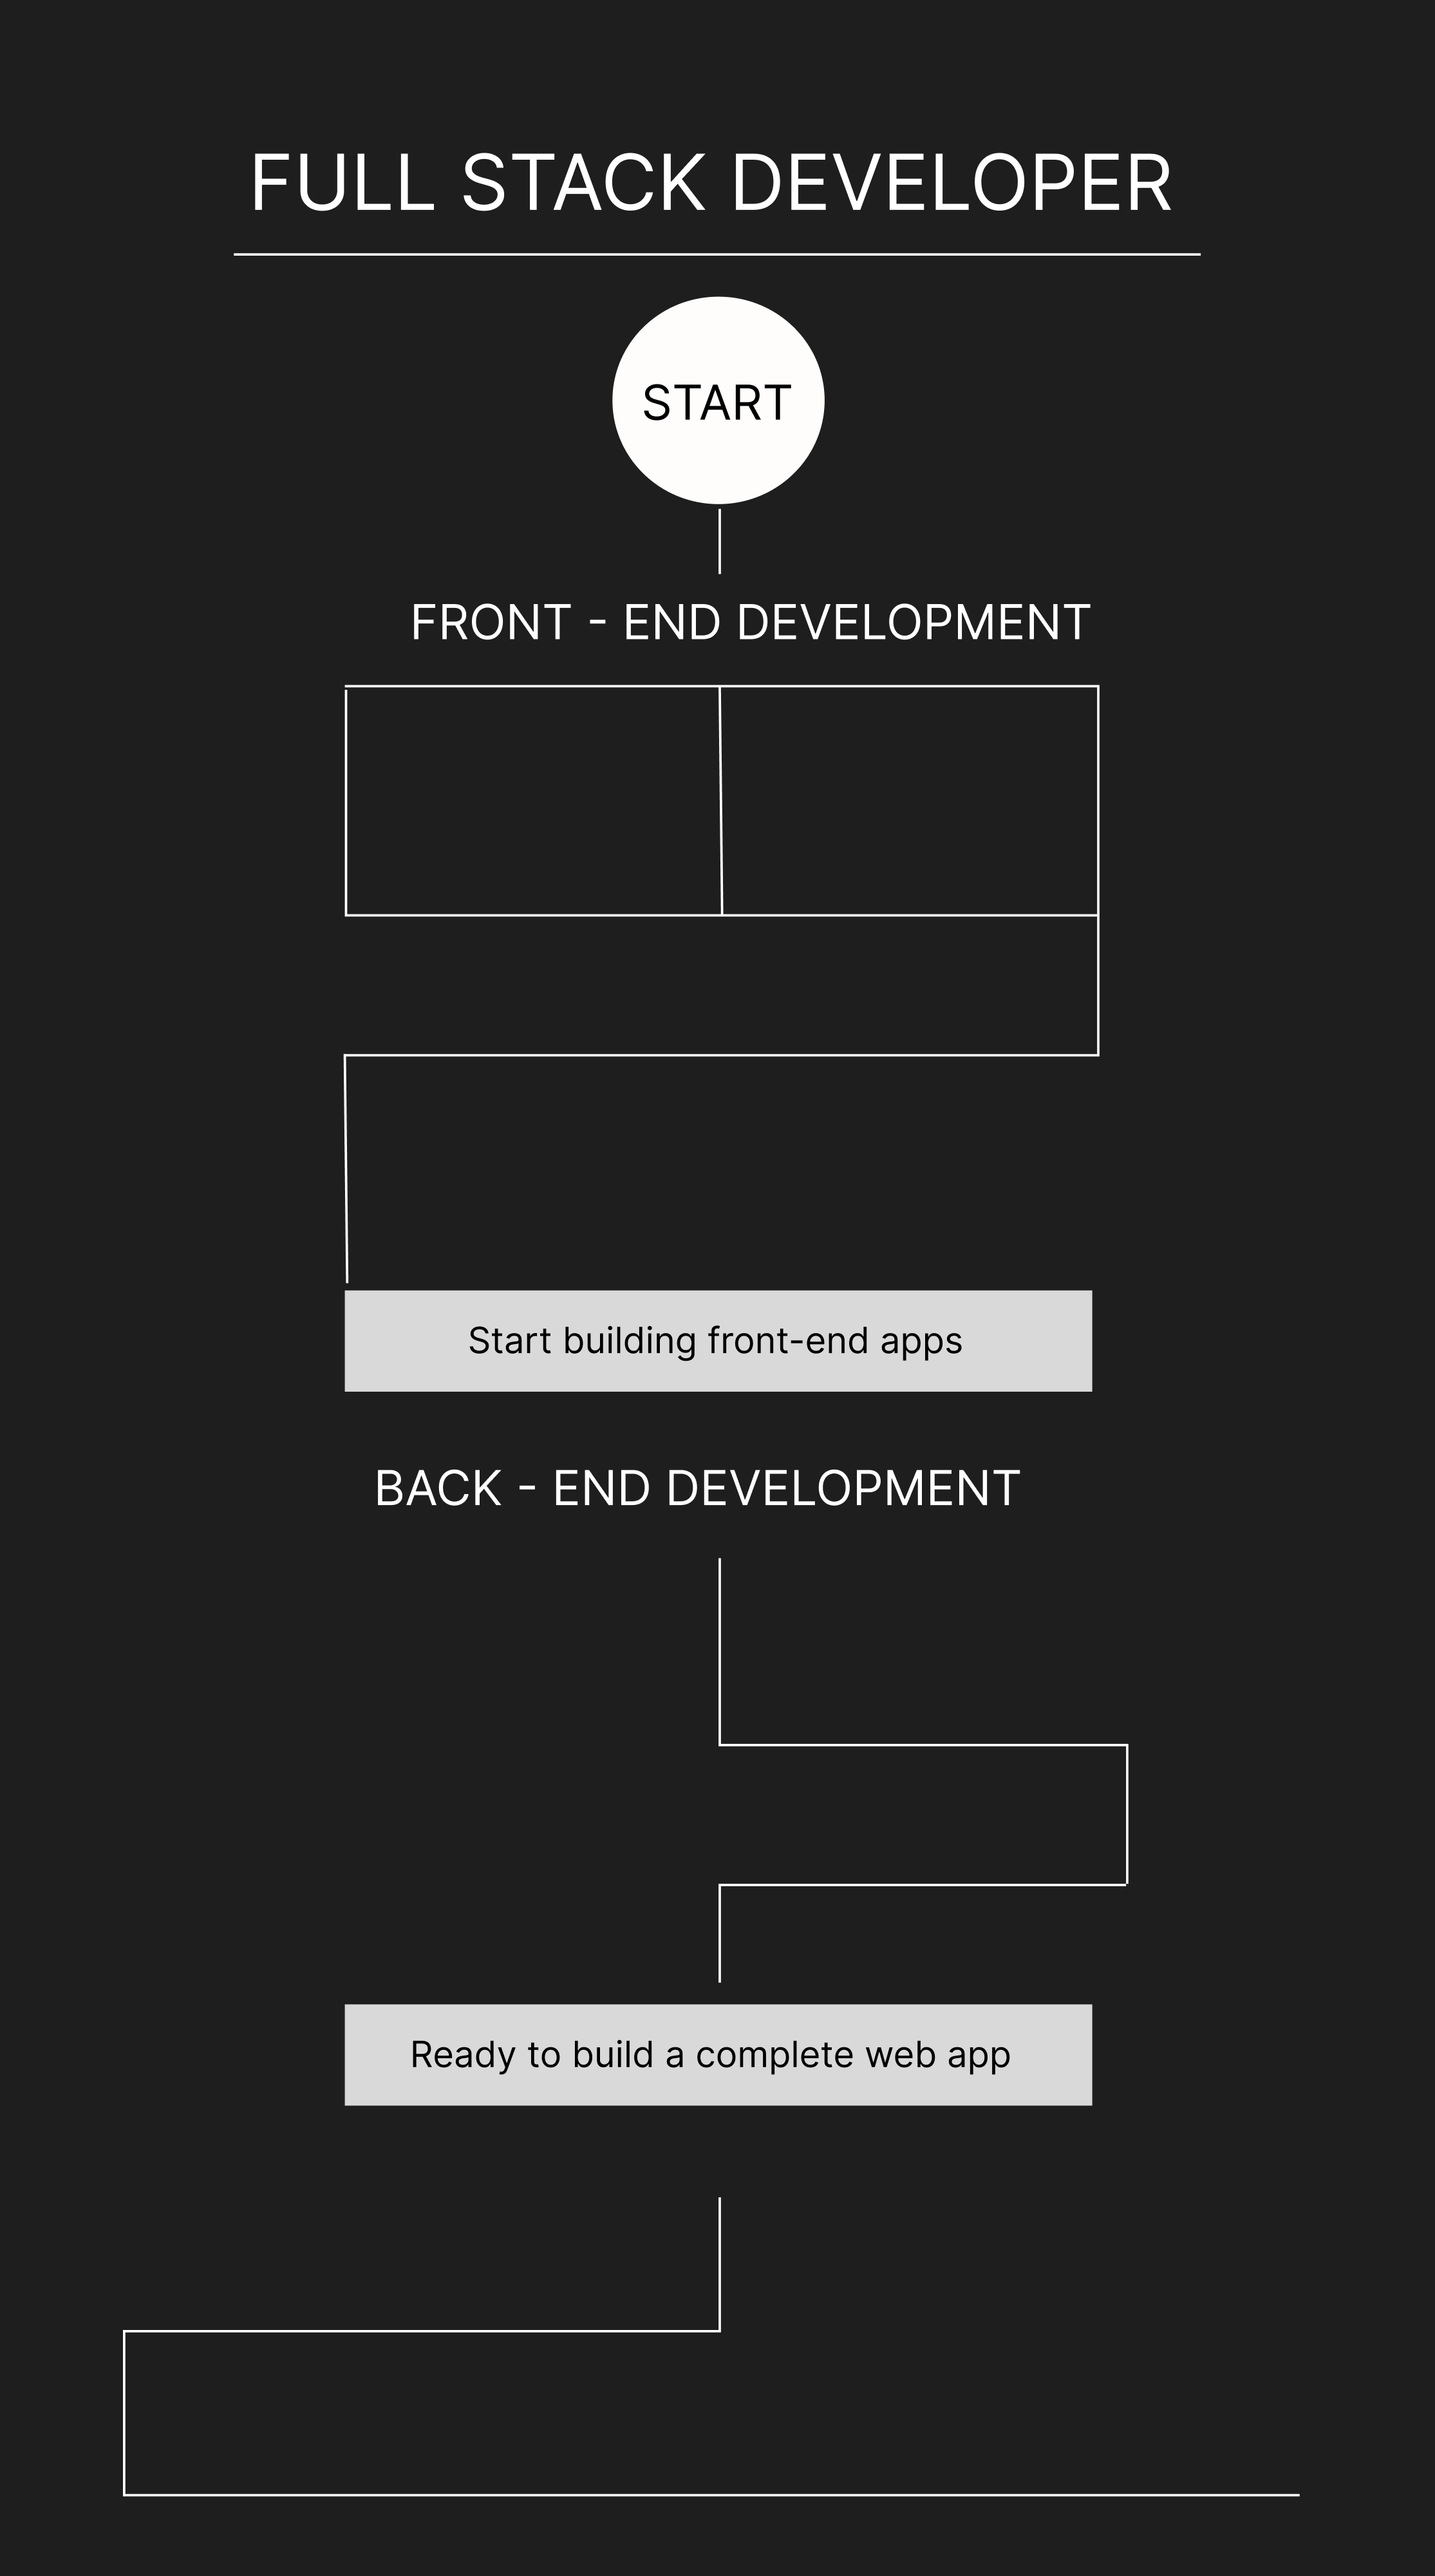 FULL STACK DEVELOPER
START
FRONT - END DEVELOPMENT
Start building front-end apps
BACK - END DEVELOPMENT
Ready to build a complete web app